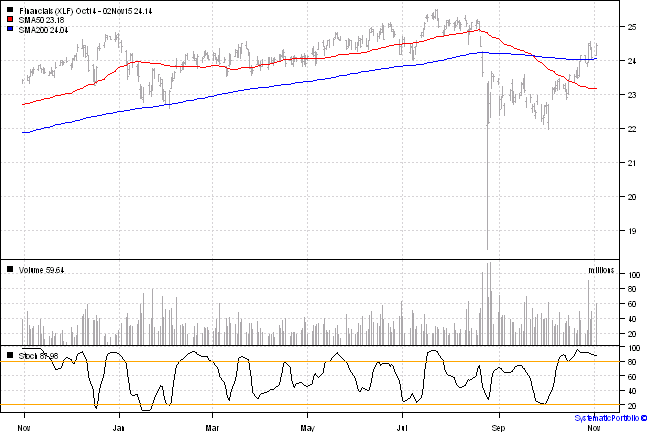 Financials (XLF) Oct14 - 02Nov15 24.14
SMA50 23.18
SMA200 24.04
25
24
23
22
21
20
19
Volume 59.64
millions
100
80
60
40
20
Stoch 87.98
100
80
60
40
20
Nov Jan Mar May Jul Sep Nov
SystematicPortfolio ©